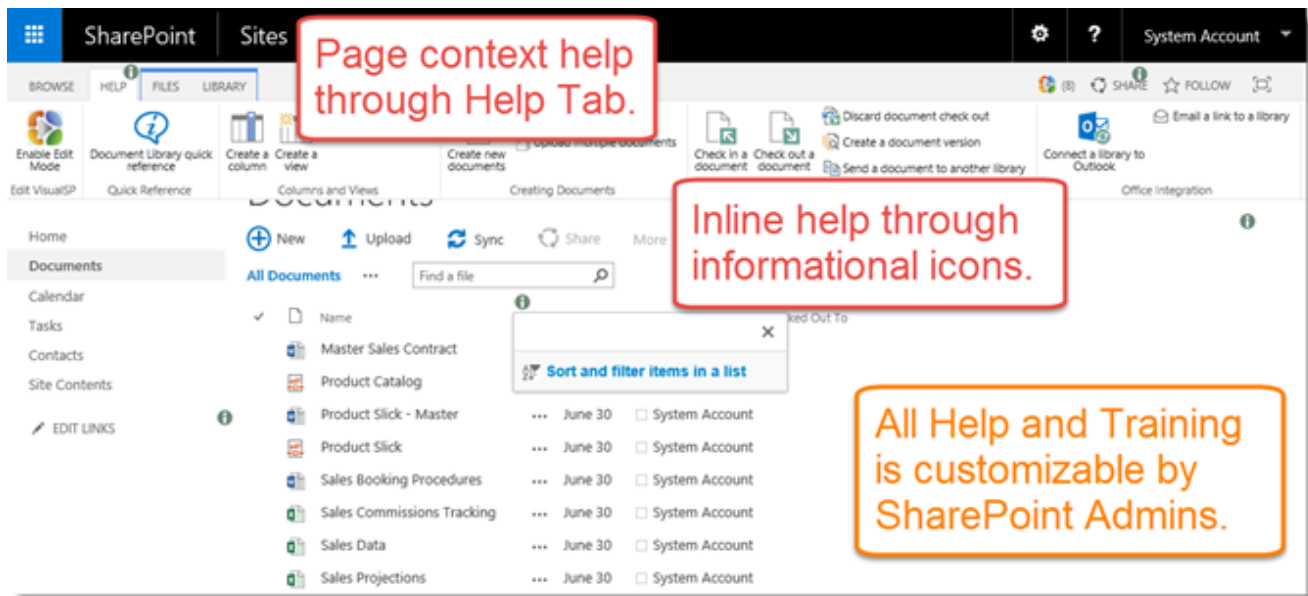 SharePoint Sites ? System Account
Page context help
through Help Tab.
BROWSE HELP FILES LIBRARY (8) SHARE FOLLOW
Enable Edit Mode
Document Library quick reference
Create a column
Create a view
Create new documents
Upload multiple documents
Check in a document
Check out a document
Discard document check out
Create a document version
Send a document to another library
Connect a library to Outlook
Email a link to a library
Edit VisualSP Quick Reference Columns and Views Creating Documents Office Integration
Documents
Inline help through
informational icons.
Home
Documents
Calendar
Tasks
Contacts
Site Contents
EDIT LINKS
New Upload Sync Share More
All Documents ... Find a file
Name ked Out To
Sort and filter items in a list
Master Sales Contract
Product Catalog
Product Slick - Master ... June 30 System Account
Product Slick ... June 30 System Account
Sales Booking Procedures ... June 30 System Account
Sales Commissions Tracking ... June 30 System Account
Sales Data ... June 30 System Account
Sales Projections ... June 30 System Account
All Help and Training
is customizable by
SharePoint Admins.